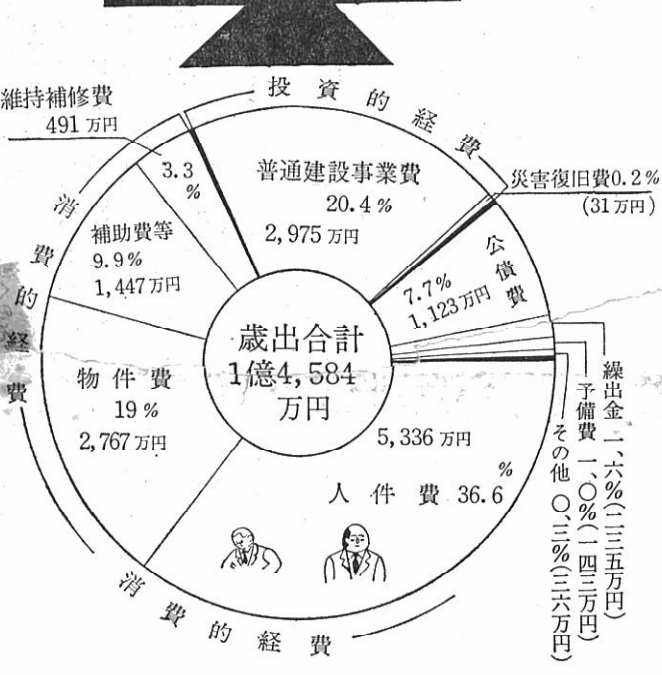 投資的経費
維持補修費
491万円
3.3
%
普通建設事業費
20.4%
2,975万円
災害復旧費0.2%
(31万円)
消費的経費
補助費等
9.9%
1,447万円
公債費
7.7%
1,123万円
歳出合計
1億4,584
万円
物件費
19%
2,767万円
5,336万円
%
人件費 36.6
繰出金 一、六%(二三五万円)
予備費 一、〇%(一四三万円)
その他 〇、三%(三六万円)
消費的経費